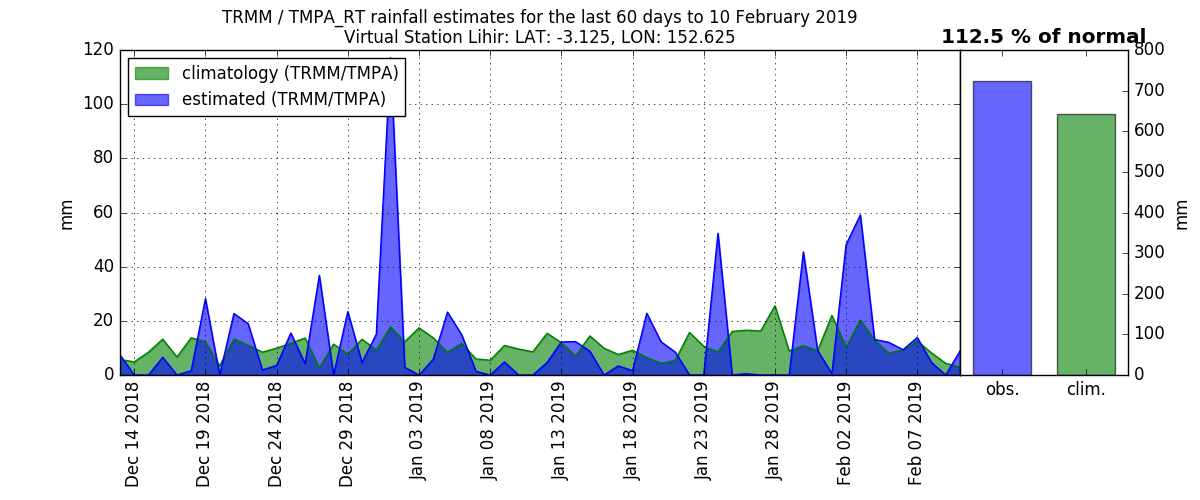 TRMM / TMPA_RT rainfall estimates for the last 60 days to 10 February 2019
Virtual Station Lihir: LAT: -3.125, LON: 152.625
112.5 % of normal
climatology (TRMM/TMPA)
estimated (TRMM/TMPA)
120
100
80
60
40
20
0
mm
Dec 14 2018
Dec 19 2018
Dec 24 2018
Dec 29 2018
Jan 03 2019
Jan 08 2019
Jan 13 2019
Jan 18 2019
Jan 23 2019
Jan 28 2019
Feb 02 2019
Feb 07 2019
800
700
600
500
400
300
200
100
0
mm
obs.
clim.